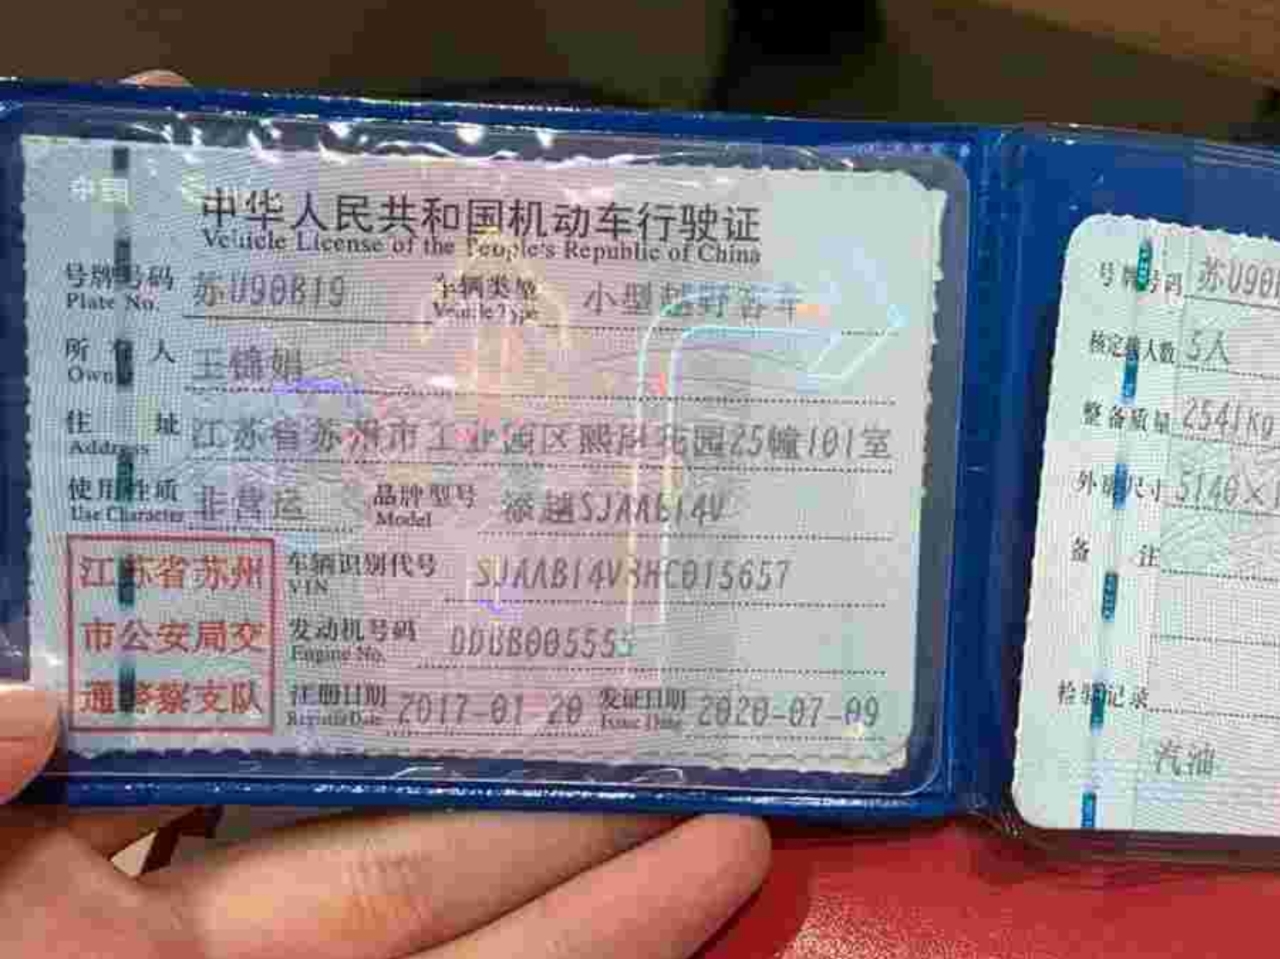 中国
中华人民共和国机动车行驶证
Vehicle License of the People's Republic of China
号牌号码 苏U90B19 车辆类型 小型越野客车
Plate No. Vehicle Type
所有人 王锦娟
Owner
住址 江苏省苏州市工业园区熙 花园25幢101室
Address
使用性质 非营运 品牌型号 添越SJAAB14V
Use Character Model
江苏省苏州
市公安局交
通警察支队
车辆识别代号 SJAAB14V3HC015657
VIN
发动机号码 DDBB005555
Engine No.
注册日期 2017-01-20 发证日期 2020-07-09
Register Date Issue Date
号牌号码 苏U90
核定载人数 5人
整备质量 2541Kg
外廓尺寸 5140×
备注
检验记录
汽油